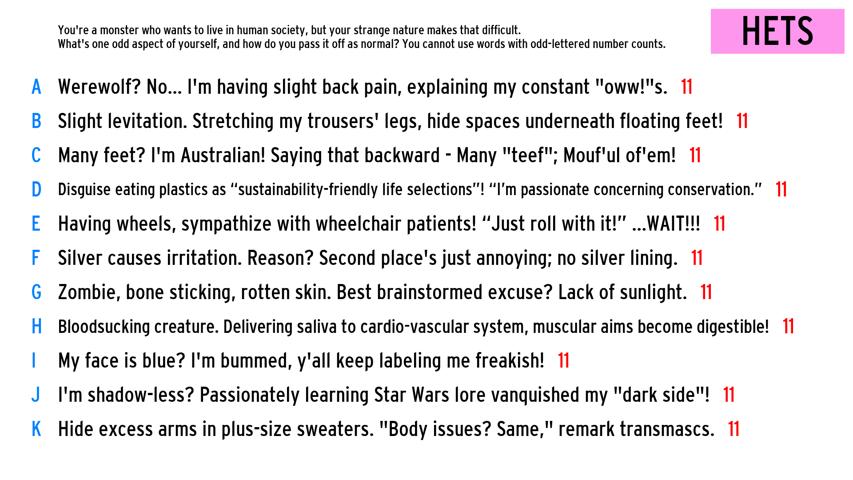 You're a monster who wants to live in human society, but your strange nature makes that difficult.
What's one odd aspect of yourself, and how do you pass it off as normal? You cannot use words with odd-lettered number counts.
HETS
A Werewolf? No... I'm having slight back pain, explaining my constant "oww!"s. 11
B Slight levitation. Stretching my trousers' legs, hide spaces underneath floating feet! 11
C Many feet? I'm Australian! Saying that backward - Many "teef"; Mouf'ul of'em! 11
D Disguise eating plastics as “sustainability-friendly life selections”! “I'm passionate concerning conservation.” 11
E Having wheels, sympathize with wheelchair patients! “Just roll with it!” ...WAIT!!! 11
F Silver causes irritation. Reason? Second place's just annoying; no silver lining. 11
G Zombie, bone sticking, rotten skin. Best brainstormed excuse? Lack of sunlight. 11
H Bloodsucking creature. Delivering saliva to cardio-vascular system, muscular aims become digestible! 11
I My face is blue? I'm bummed, y'all keep labeling me freakish! 11
J I'm shadow-less? Passionately learning Star Wars lore vanquished my "dark side"! 11
K Hide excess arms in plus-size sweaters. "Body issues? Same," remark transmascs. 11